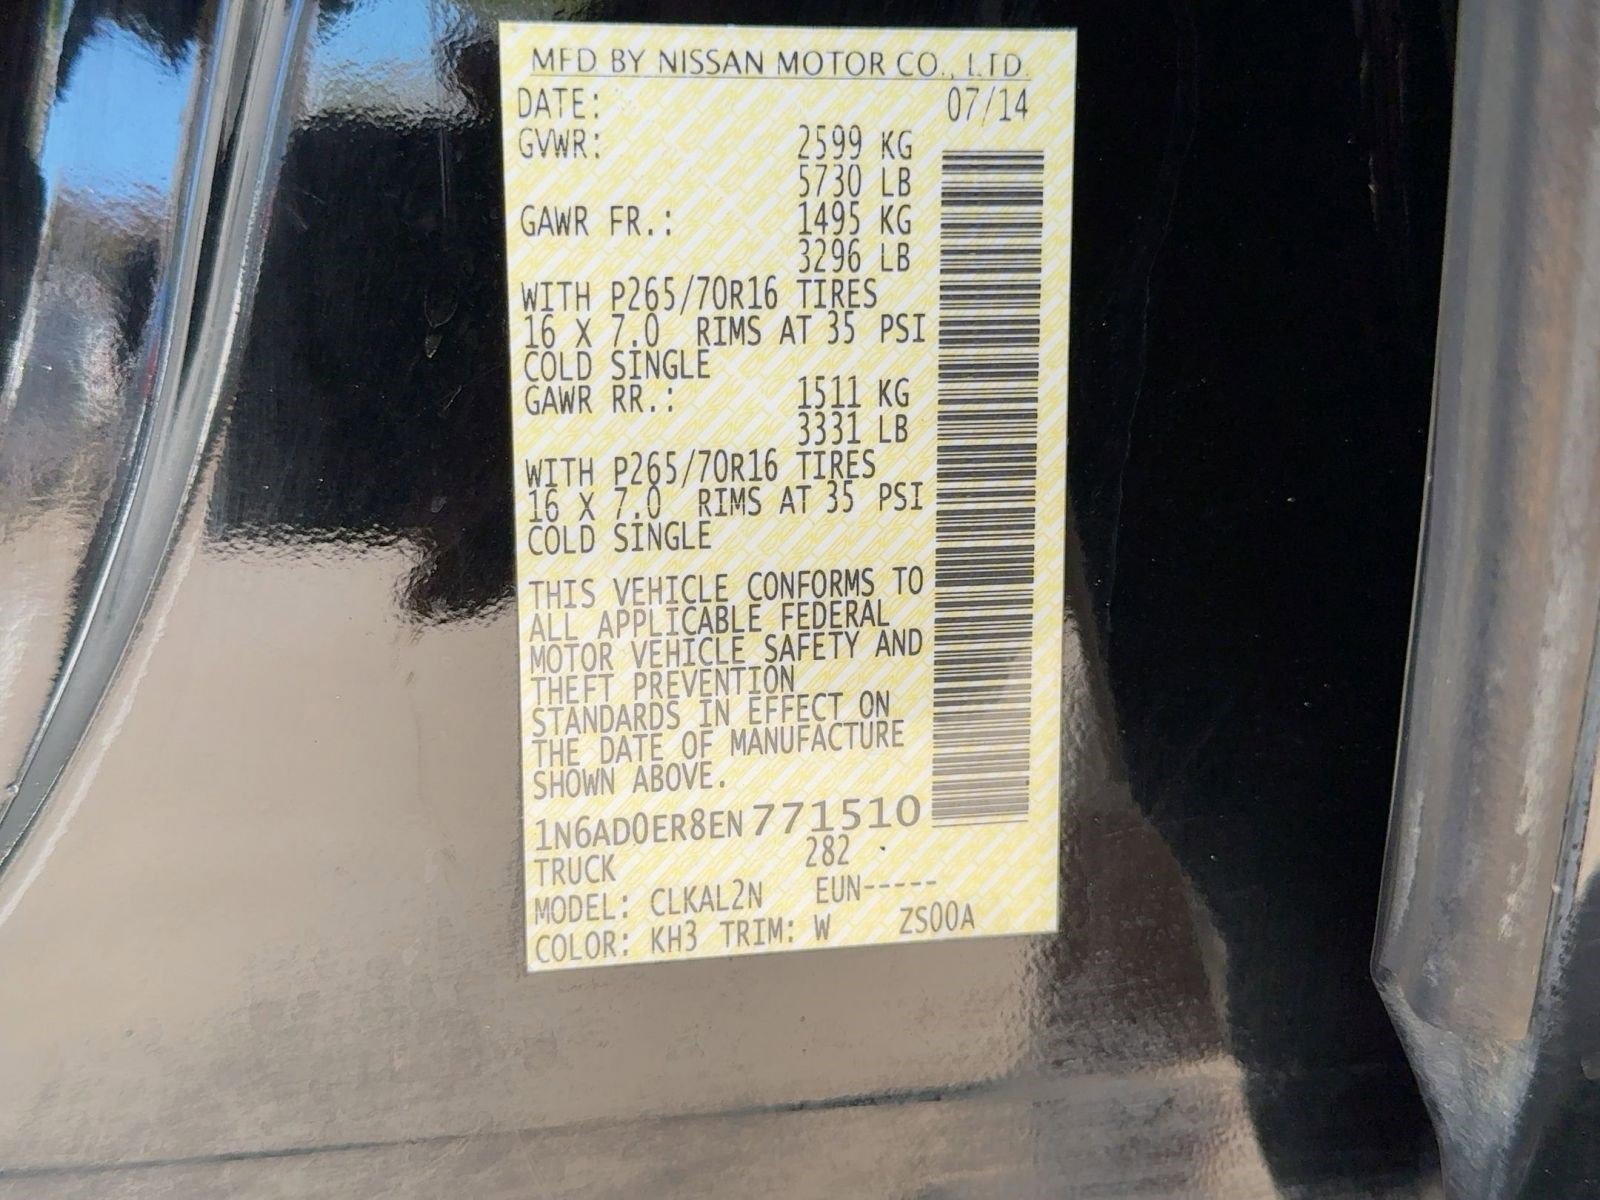 MFD BY NISSAN MOTOR CO., LTD.
DATE: 07/14
GVWR: 2599 KG
5730 LB
GAWR FR.: 1495 KG
3296 LB
WITH P265/70R16 TIRES
16 X 7.0 RIMS AT 35 PSI
COLD SINGLE
GAWR RR.: 1511 KG
3331 LB
WITH P265/70R16 TIRES
16 X 7.0 RIMS AT 35 PSI
COLD SINGLE
THIS VEHICLE CONFORMS TO
ALL APPLICABLE FEDERAL
MOTOR VEHICLE SAFETY AND
THEFT PREVENTION
STANDARDS IN EFFECT ON
THE DATE OF MANUFACTURE
SHOWN ABOVE.
1N6AD0ER8EN771510
TRUCK 282
MODEL: CLKAL2N EUN-----
COLOR: KH3 TRIM: W ZS00A